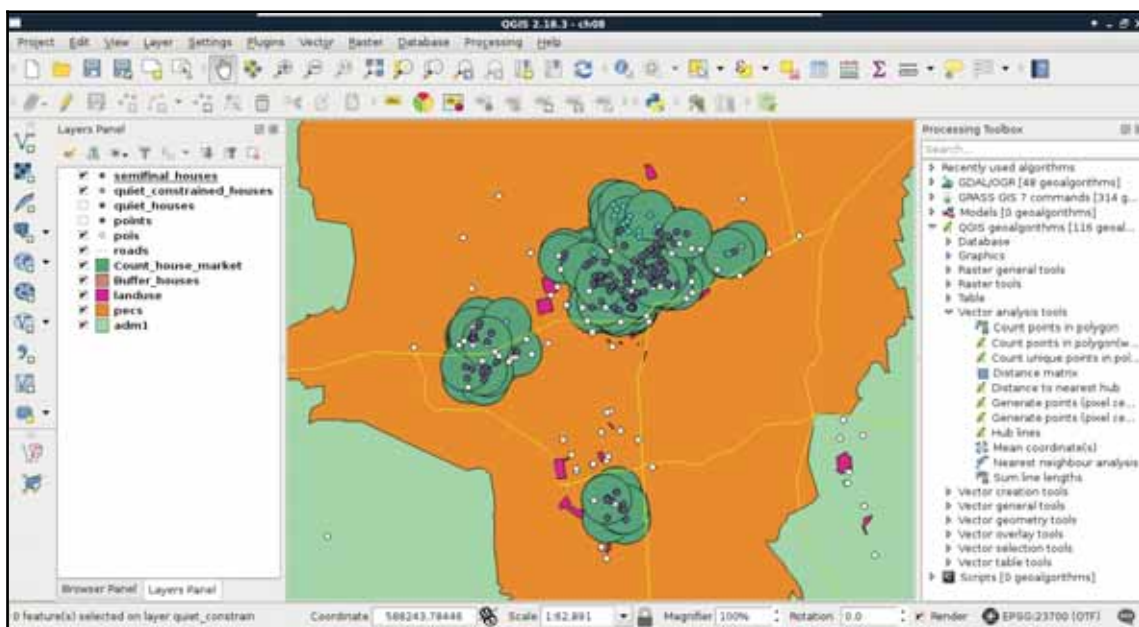 QGIS 2.18.3 - ch08
Project Edit View Layer Settings Plugins Vector Raster Database Processing Help
Layers Panel
semifinal_houses
quiet_constrained_houses
quiet_houses
points
pois
roads
Count_house_market
Buffer_houses
landuse
pecs
adm1
Browser Panel Layers Panel
Processing Toolbox
Search...
Recently used algorithms
GDAL/OGR [48 geoalgorithms]
GRASS GIS 7 commands [314 g...
Models [0 geoalgorithms]
QGIS geoalgorithms [116 geoal...
Database
Graphics
Raster general tools
Raster tools
Table
Vector analysis tools
Count points in polygon
Count points in polygon(w...
Count unique points in pol...
Distance matrix
Distance to nearest hub
Generate points (pixel ce...
Generate points (pixel ce...
Hub lines
Mean coordinate(s)
Nearest neighbour analysis
Sum line lengths
Vector creation tools
Vector general tools
Vector geometry tools
Vector overlay tools
Vector selection tools
Vector table tools
Scripts [0 geoalgorithms]
0 feature(s) selected on layer quiet_constrain Coordinate 586243,78446 Scale 1:62,891 Magnifier 100% Rotation 0.0 Render EPSG:23700 (OTF)